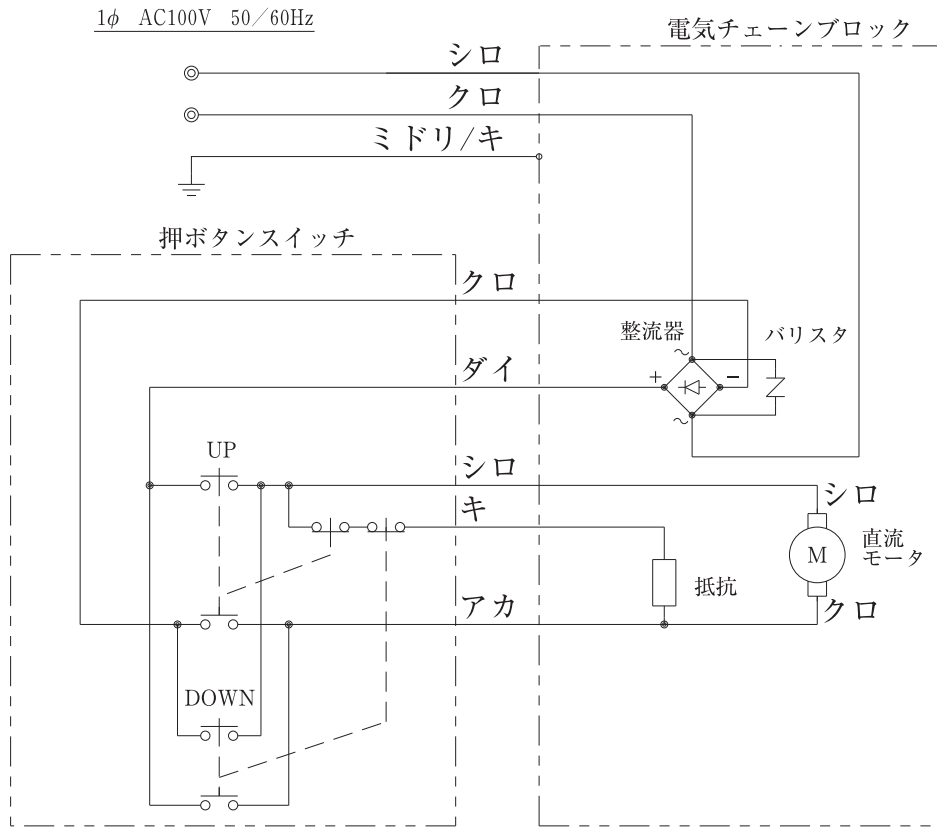 1φ AC100V 50/60Hz
電気チェーンブロック
シロ
クロ
ミドリ/キ
押ボタンスイッチ
クロ
整流器
バリスタ
~
ダイ
+
-
~
UP
シロ
シロ
キ
直流
モータ
M
抵抗
アカ
クロ
DOWN